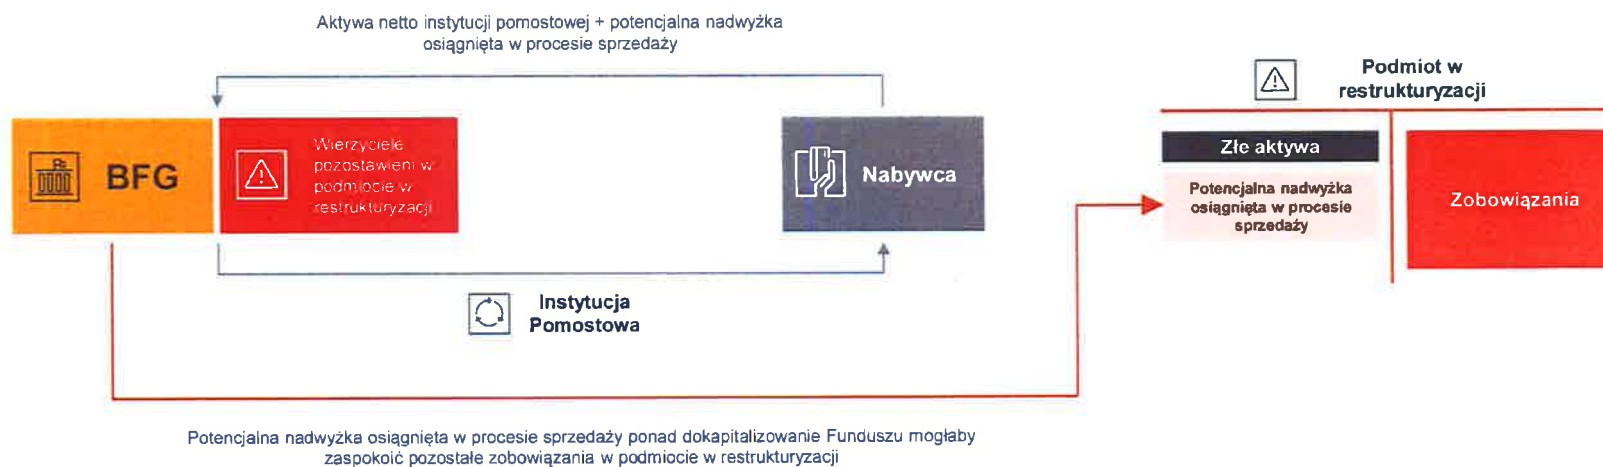 Aktywa netto instytucji pomostowej + potencjalna nadwyżka
osiągnięta w procesie sprzedaży
Podmiot w
restrukturyzacji
BFG
Wierzyciele
pozostawieni w
podmiocie w
restrukturyzacji
Nabywca
Złe aktywa
Potencjalna nadwyżka
osiągnięta w procesie
sprzedaży
Zobowiązania
Instytucja
Pomostowa
Potencjalna nadwyżka osiągnięta w procesie sprzedaży ponad dokapitalizowanie Funduszu mogłaby
zaspokoić pozostałe zobowiązania w podmiocie w restrukturyzacji